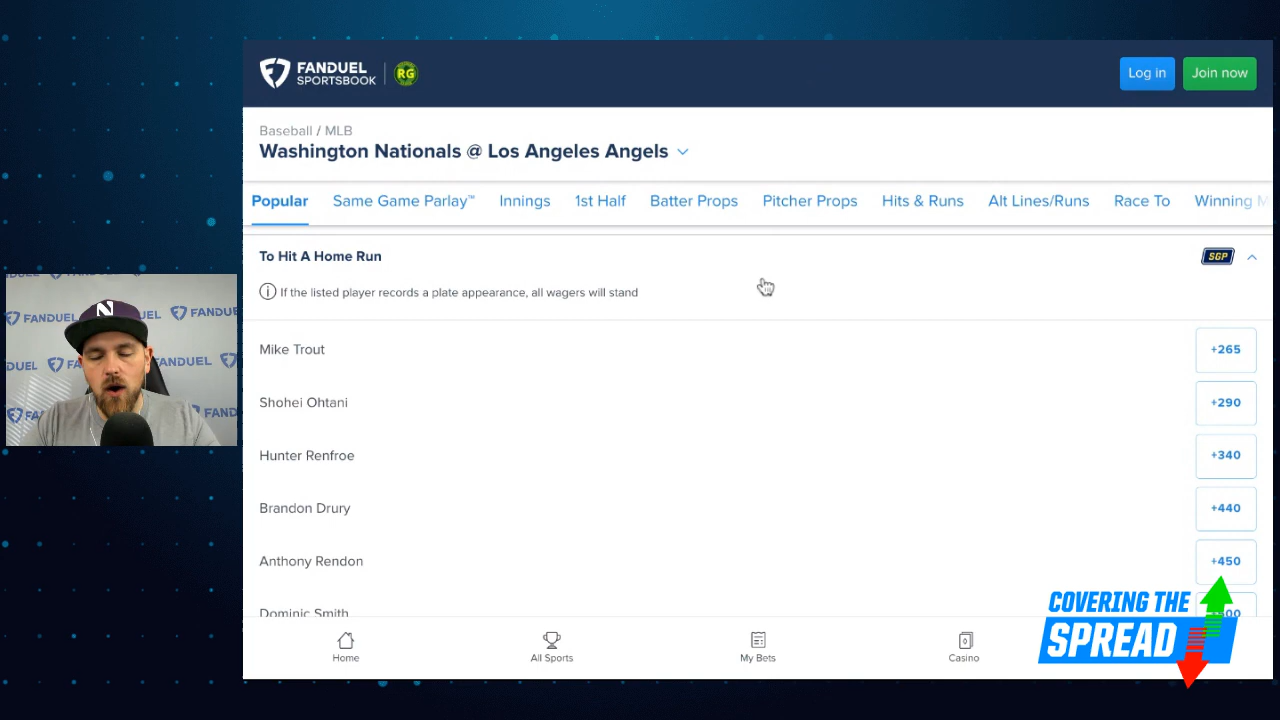 FANDUEL
SPORTSBOOK
RG
Log in
Join now
Baseball / MLB
Washington Nationals @ Los Angeles Angels
Popular
Same Game Parlay™
Innings
1st Half
Batter Props
Pitcher Props
Hits & Runs
Alt Lines/Runs
Race To
Winning
To Hit A Home Run
SGP
If the listed player records a plate appearance, all wagers will stand
Mike Trout
+265
Shohei Ohtani
+290
Hunter Renfroe
+340
Brandon Drury
+440
Anthony Rendon
+450
Dominic Smith
Home
All Sports
My Bets
Casino
COVERING THE
SPREAD
FANDUEL
FANDUEL
N